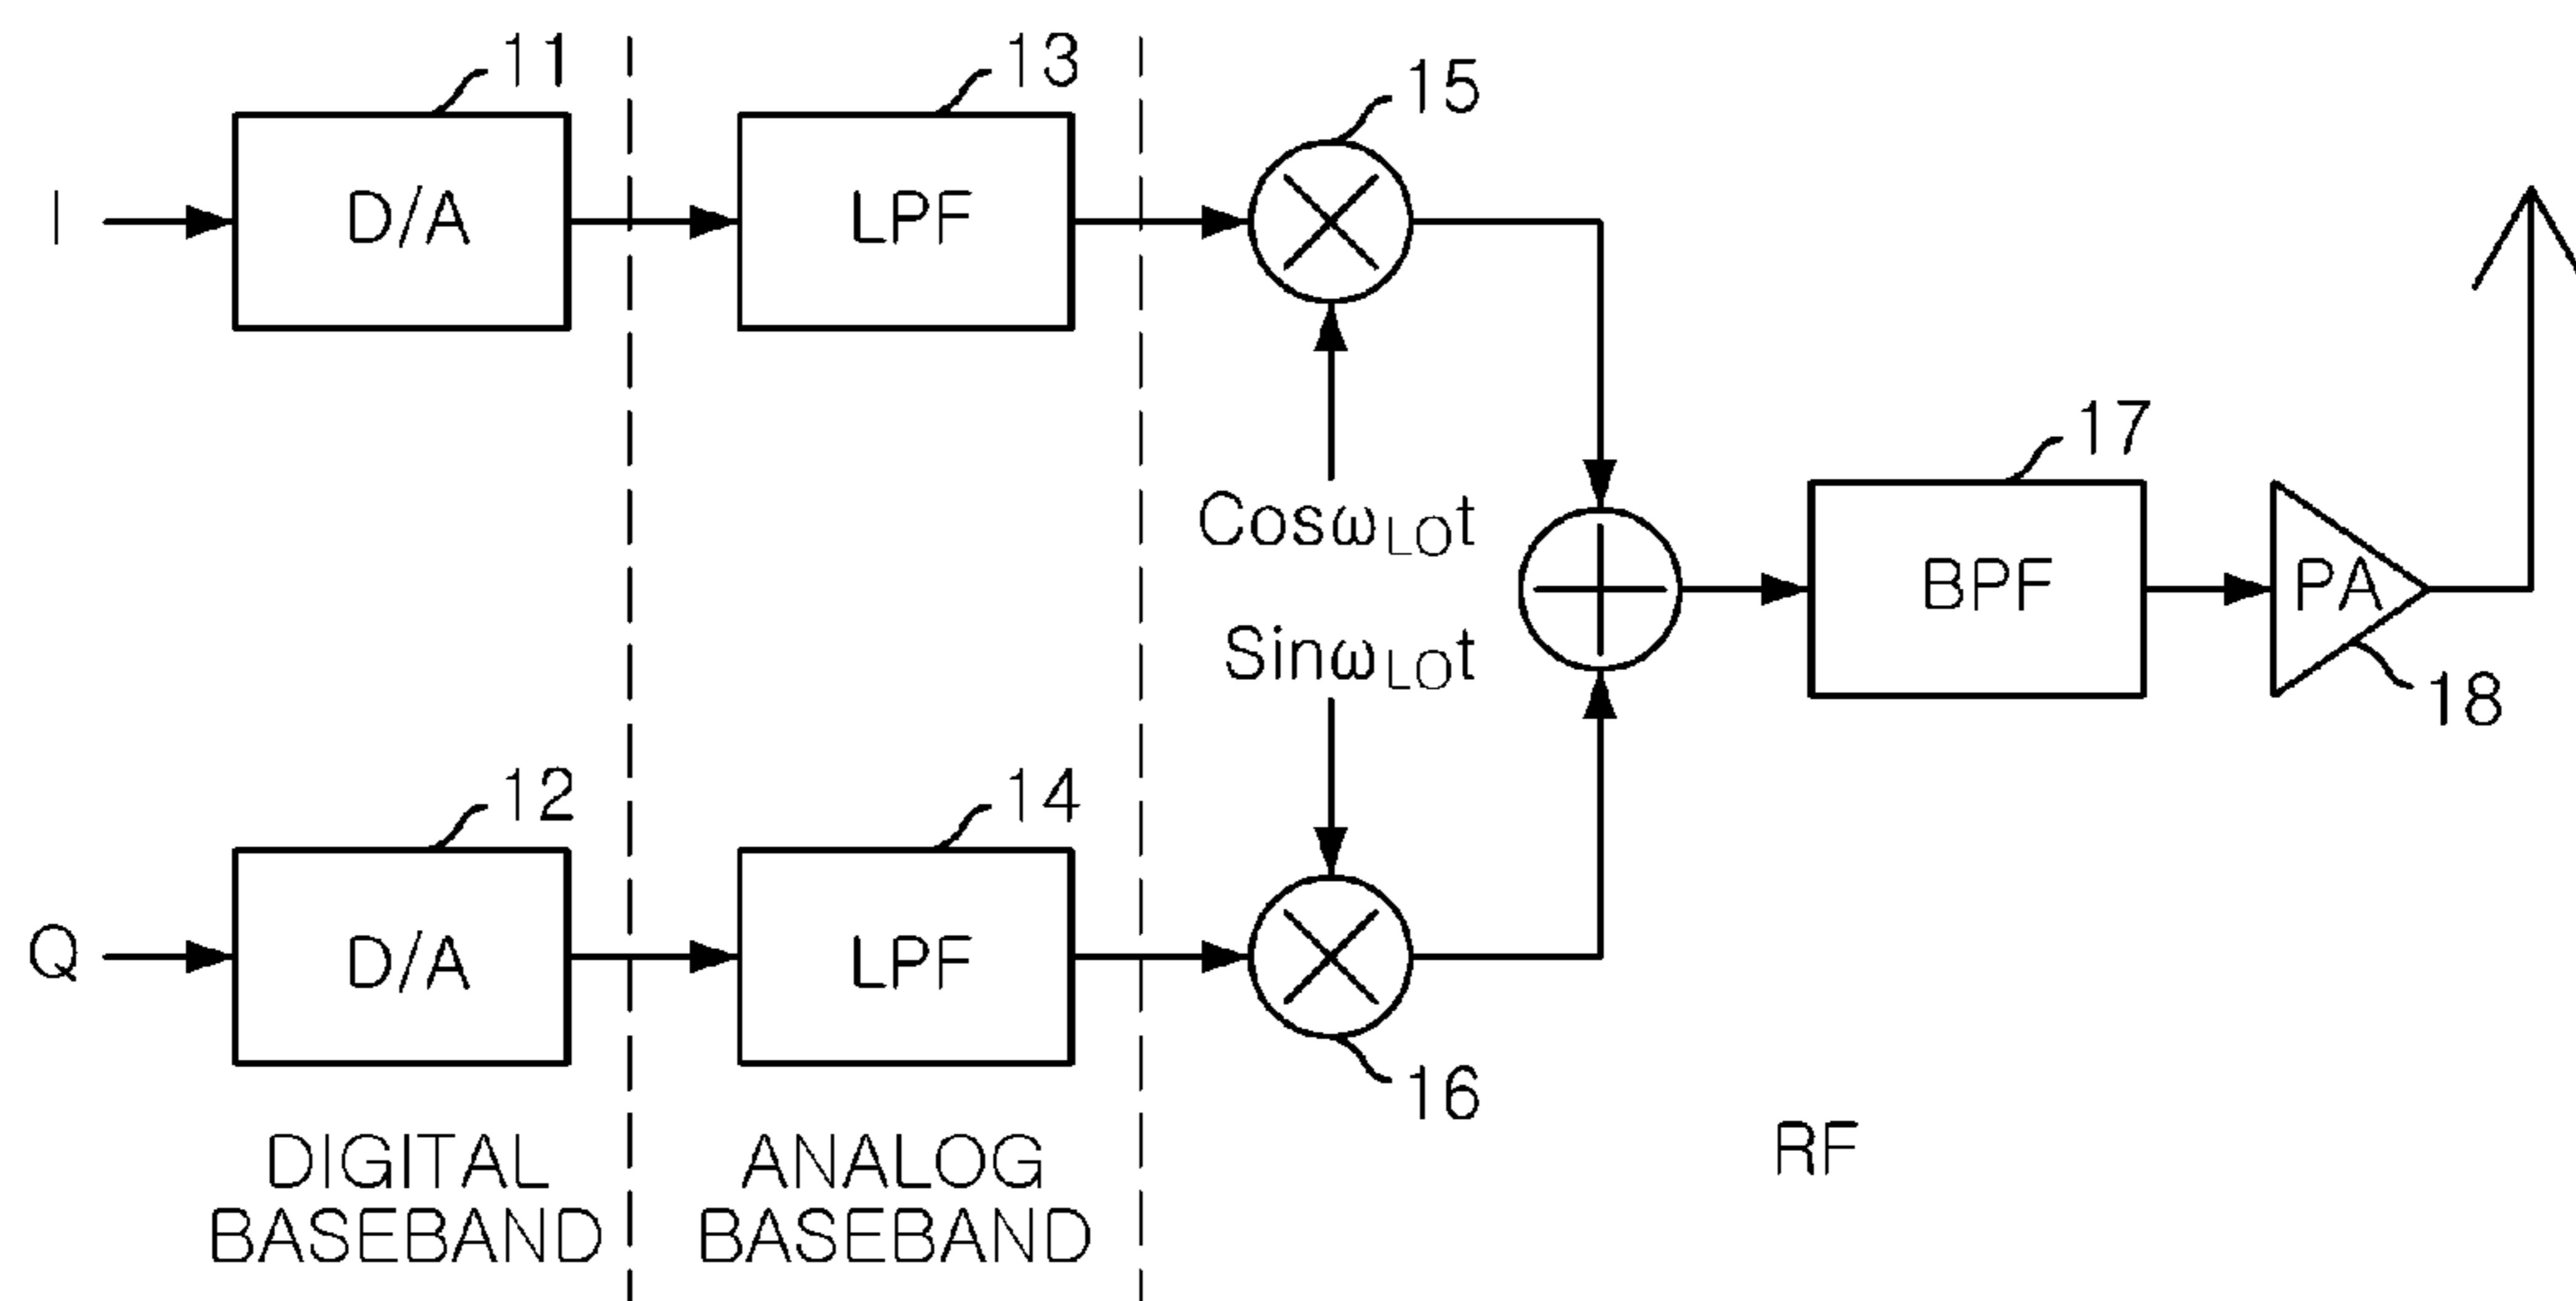 11
13
15
I
D/A
LPF
17
Cosω_LOt
BPF
PA
Sinω_LOt
18
12
14
Q
D/A
LPF
16
DIGITAL
BASEBAND
ANALOG
BASEBAND
RF